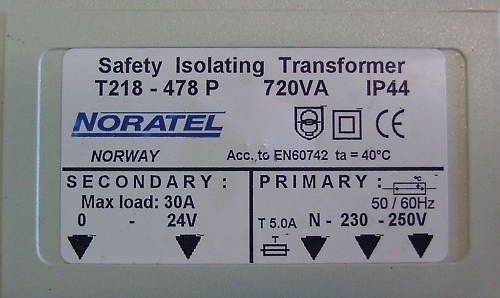 Safety Isolating Transformer
T218 - 478 P 720VA IP44
NORATEL
NORWAY
Acc. to EN60742 ta = 40°C
SECONDARY :
Max load: 30A
0 - 24V
PRIMARY :
50 / 60Hz
T 5.0A N - 230 - 250V
T